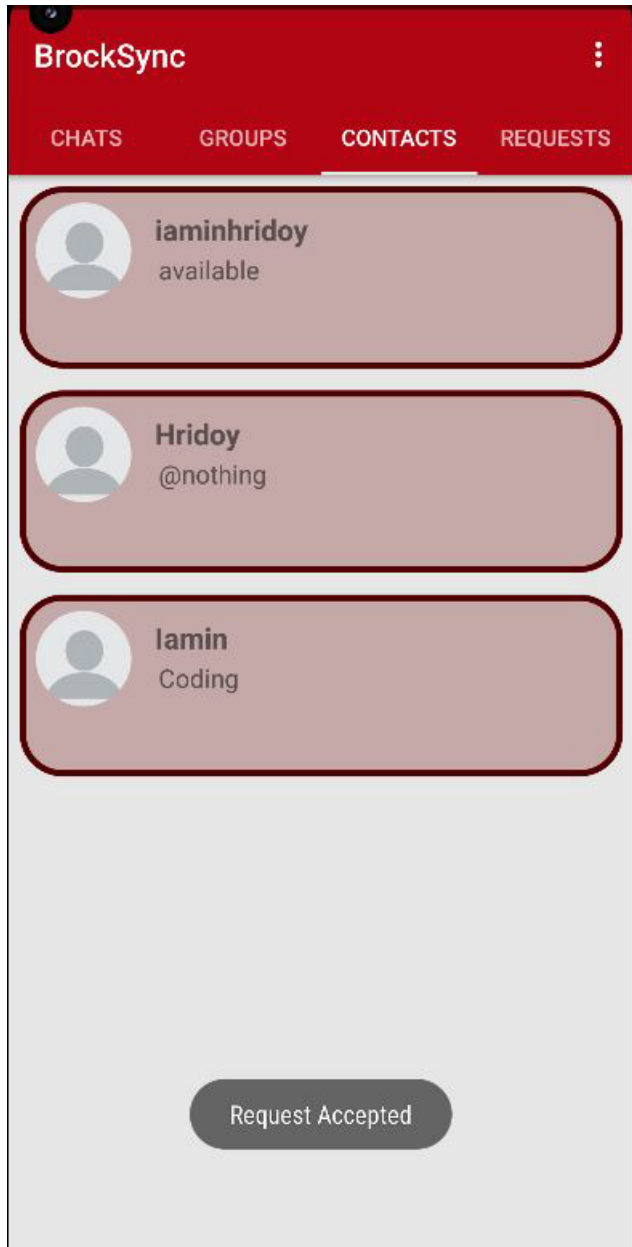 BrockSync
CHATS GROUPS CONTACTS REQUESTS
iaminhridoy
available
Hridoy
@nothing
Iamin
Coding
Request Accepted